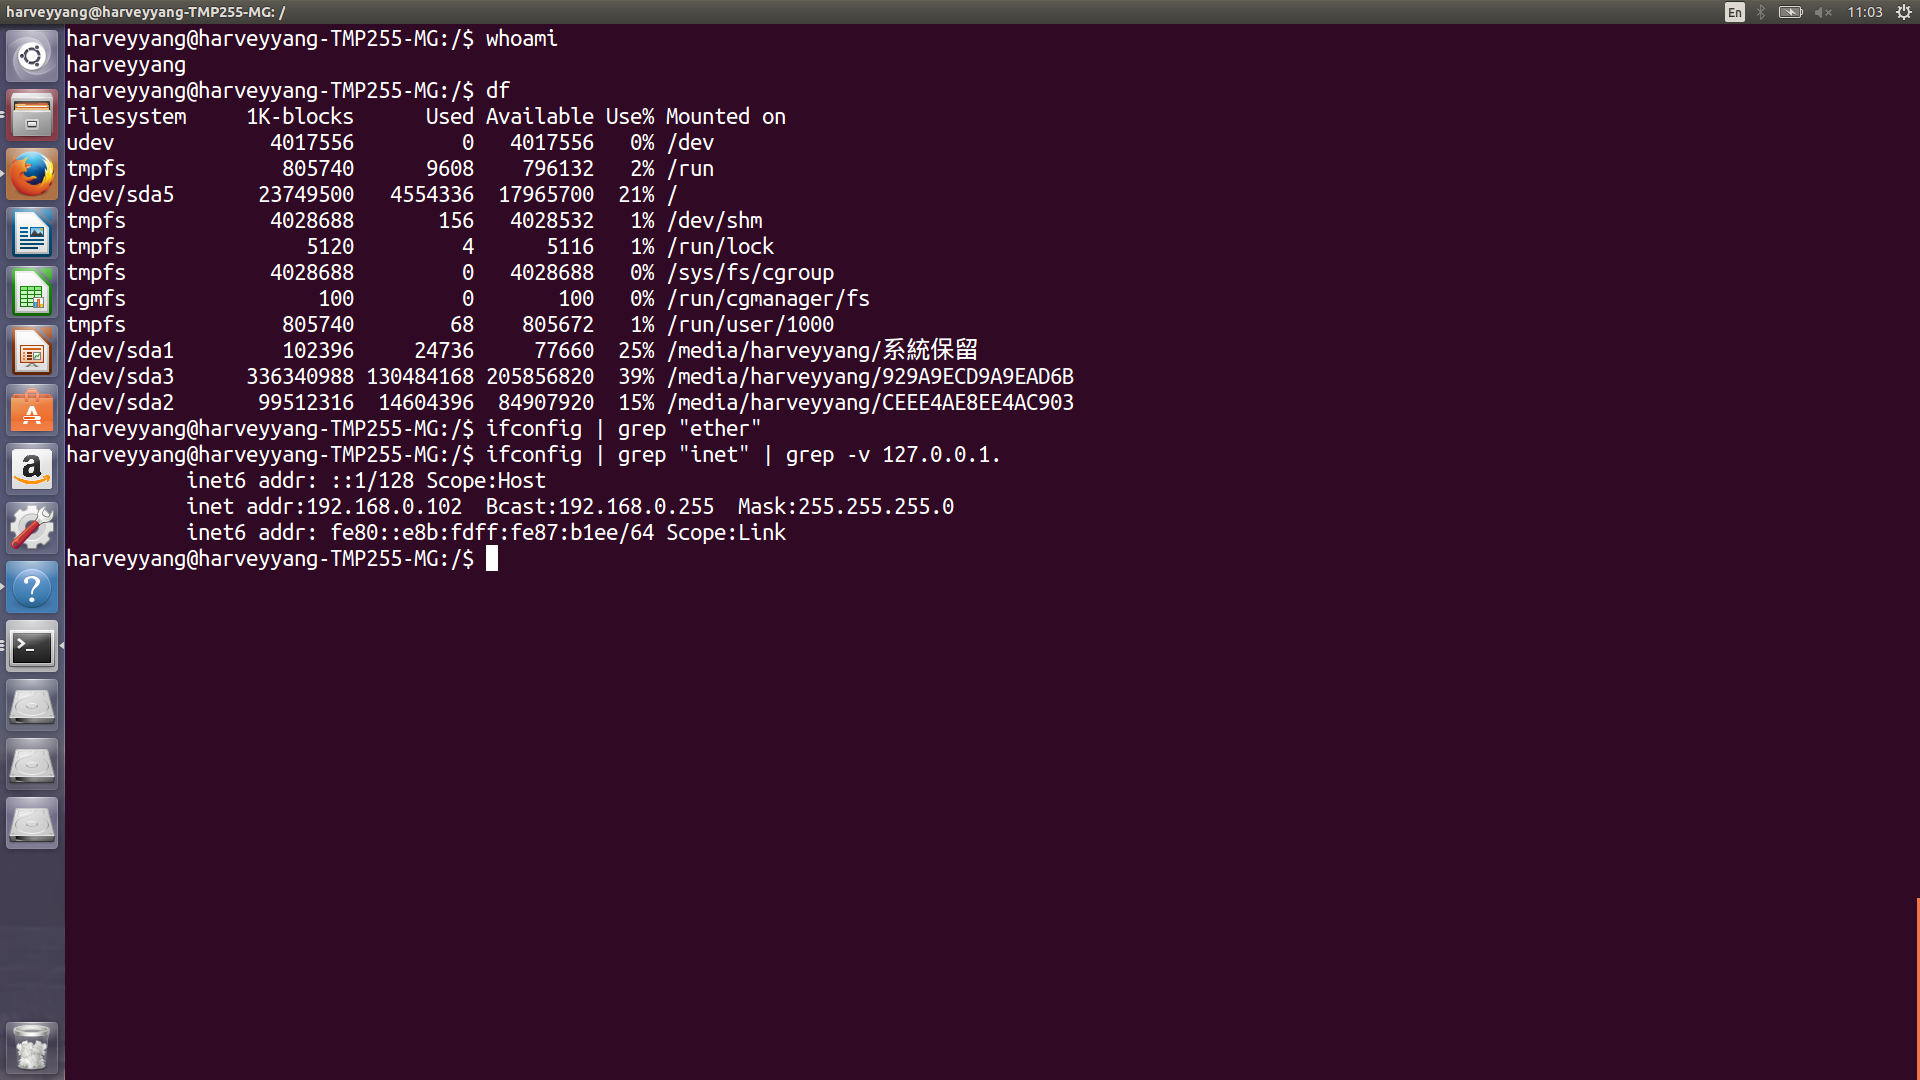 harveyyang@harveyyang-TMP255-MG: /
En
11:03
harveyyang@harveyyang-TMP255-MG:/$ whoami
harveyyang
harveyyang@harveyyang-TMP255-MG:/$ df
Filesystem     1K-blocks      Used Available Use% Mounted on
udev             4017556         0   4017556   0% /dev
tmpfs             805740      9608    796132   2% /run
/dev/sda5       23749500   4554336  17965700  21% /
tmpfs            4028688       156   4028532   1% /dev/shm
tmpfs               5120         4      5116   1% /run/lock
tmpfs            4028688         0   4028688   0% /sys/fs/cgroup
cgmfs                100         0       100   0% /run/cgmanager/fs
tmpfs             805740        68    805672   1% /run/user/1000
/dev/sda1         102396     24736     77660  25% /media/harveyyang/系統保留
/dev/sda3      336340988 130484168 205856820  39% /media/harveyyang/929A9ECD9A9EAD6B
/dev/sda2       99512316  14604396  84907920  15% /media/harveyyang/CEEE4AE8EE4AC903
harveyyang@harveyyang-TMP255-MG:/$ ifconfig | grep "ether"
harveyyang@harveyyang-TMP255-MG:/$ ifconfig | grep "inet" | grep -v 127.0.0.1.
          inet6 addr: ::1/128 Scope:Host
          inet addr:192.168.0.102  Bcast:192.168.0.255  Mask:255.255.255.0
          inet6 addr: fe80::e8b:fdff:fe87:b1ee/64 Scope:Link
harveyyang@harveyyang-TMP255-MG:/$